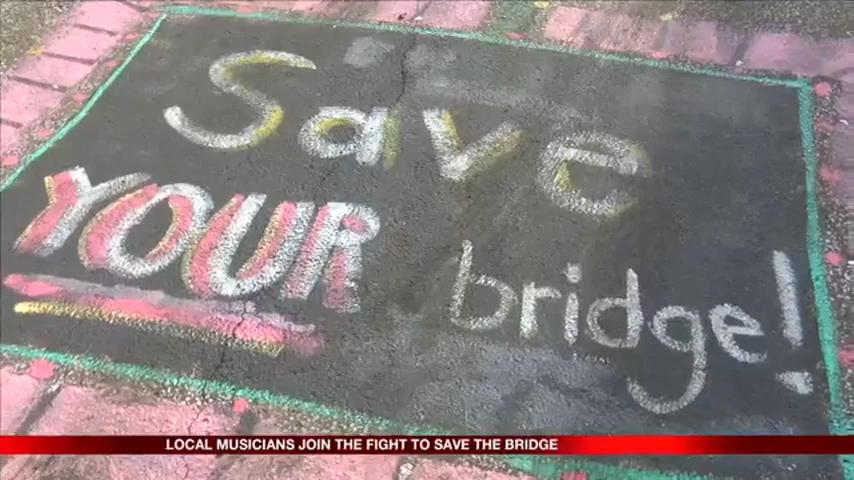 Save
YOUR bridge!
LOCAL MUSICIANS JOIN THE FIGHT TO SAVE THE BRIDGE